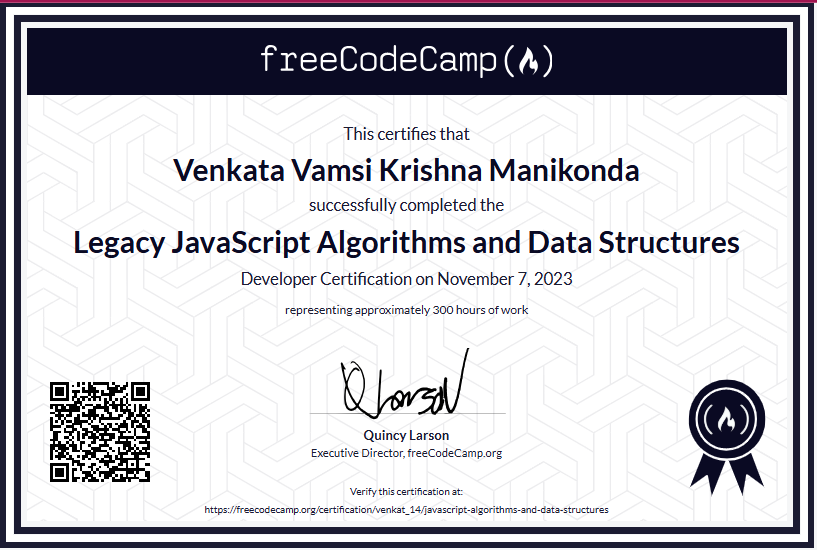 freeCodeCamp
This certifies that
Venkata Vamsi Krishna Manikonda
successfully completed the
Legacy JavaScript Algorithms and Data Structures
Developer Certification on November 7, 2023
representing approximately 300 hours of work
QLarson
Quincy Larson
Executive Director, freeCodeCamp.org
Verify this certification at:
https://freecodecamp.org/certification/venkat_14/javascript-algorithms-and-data-structures